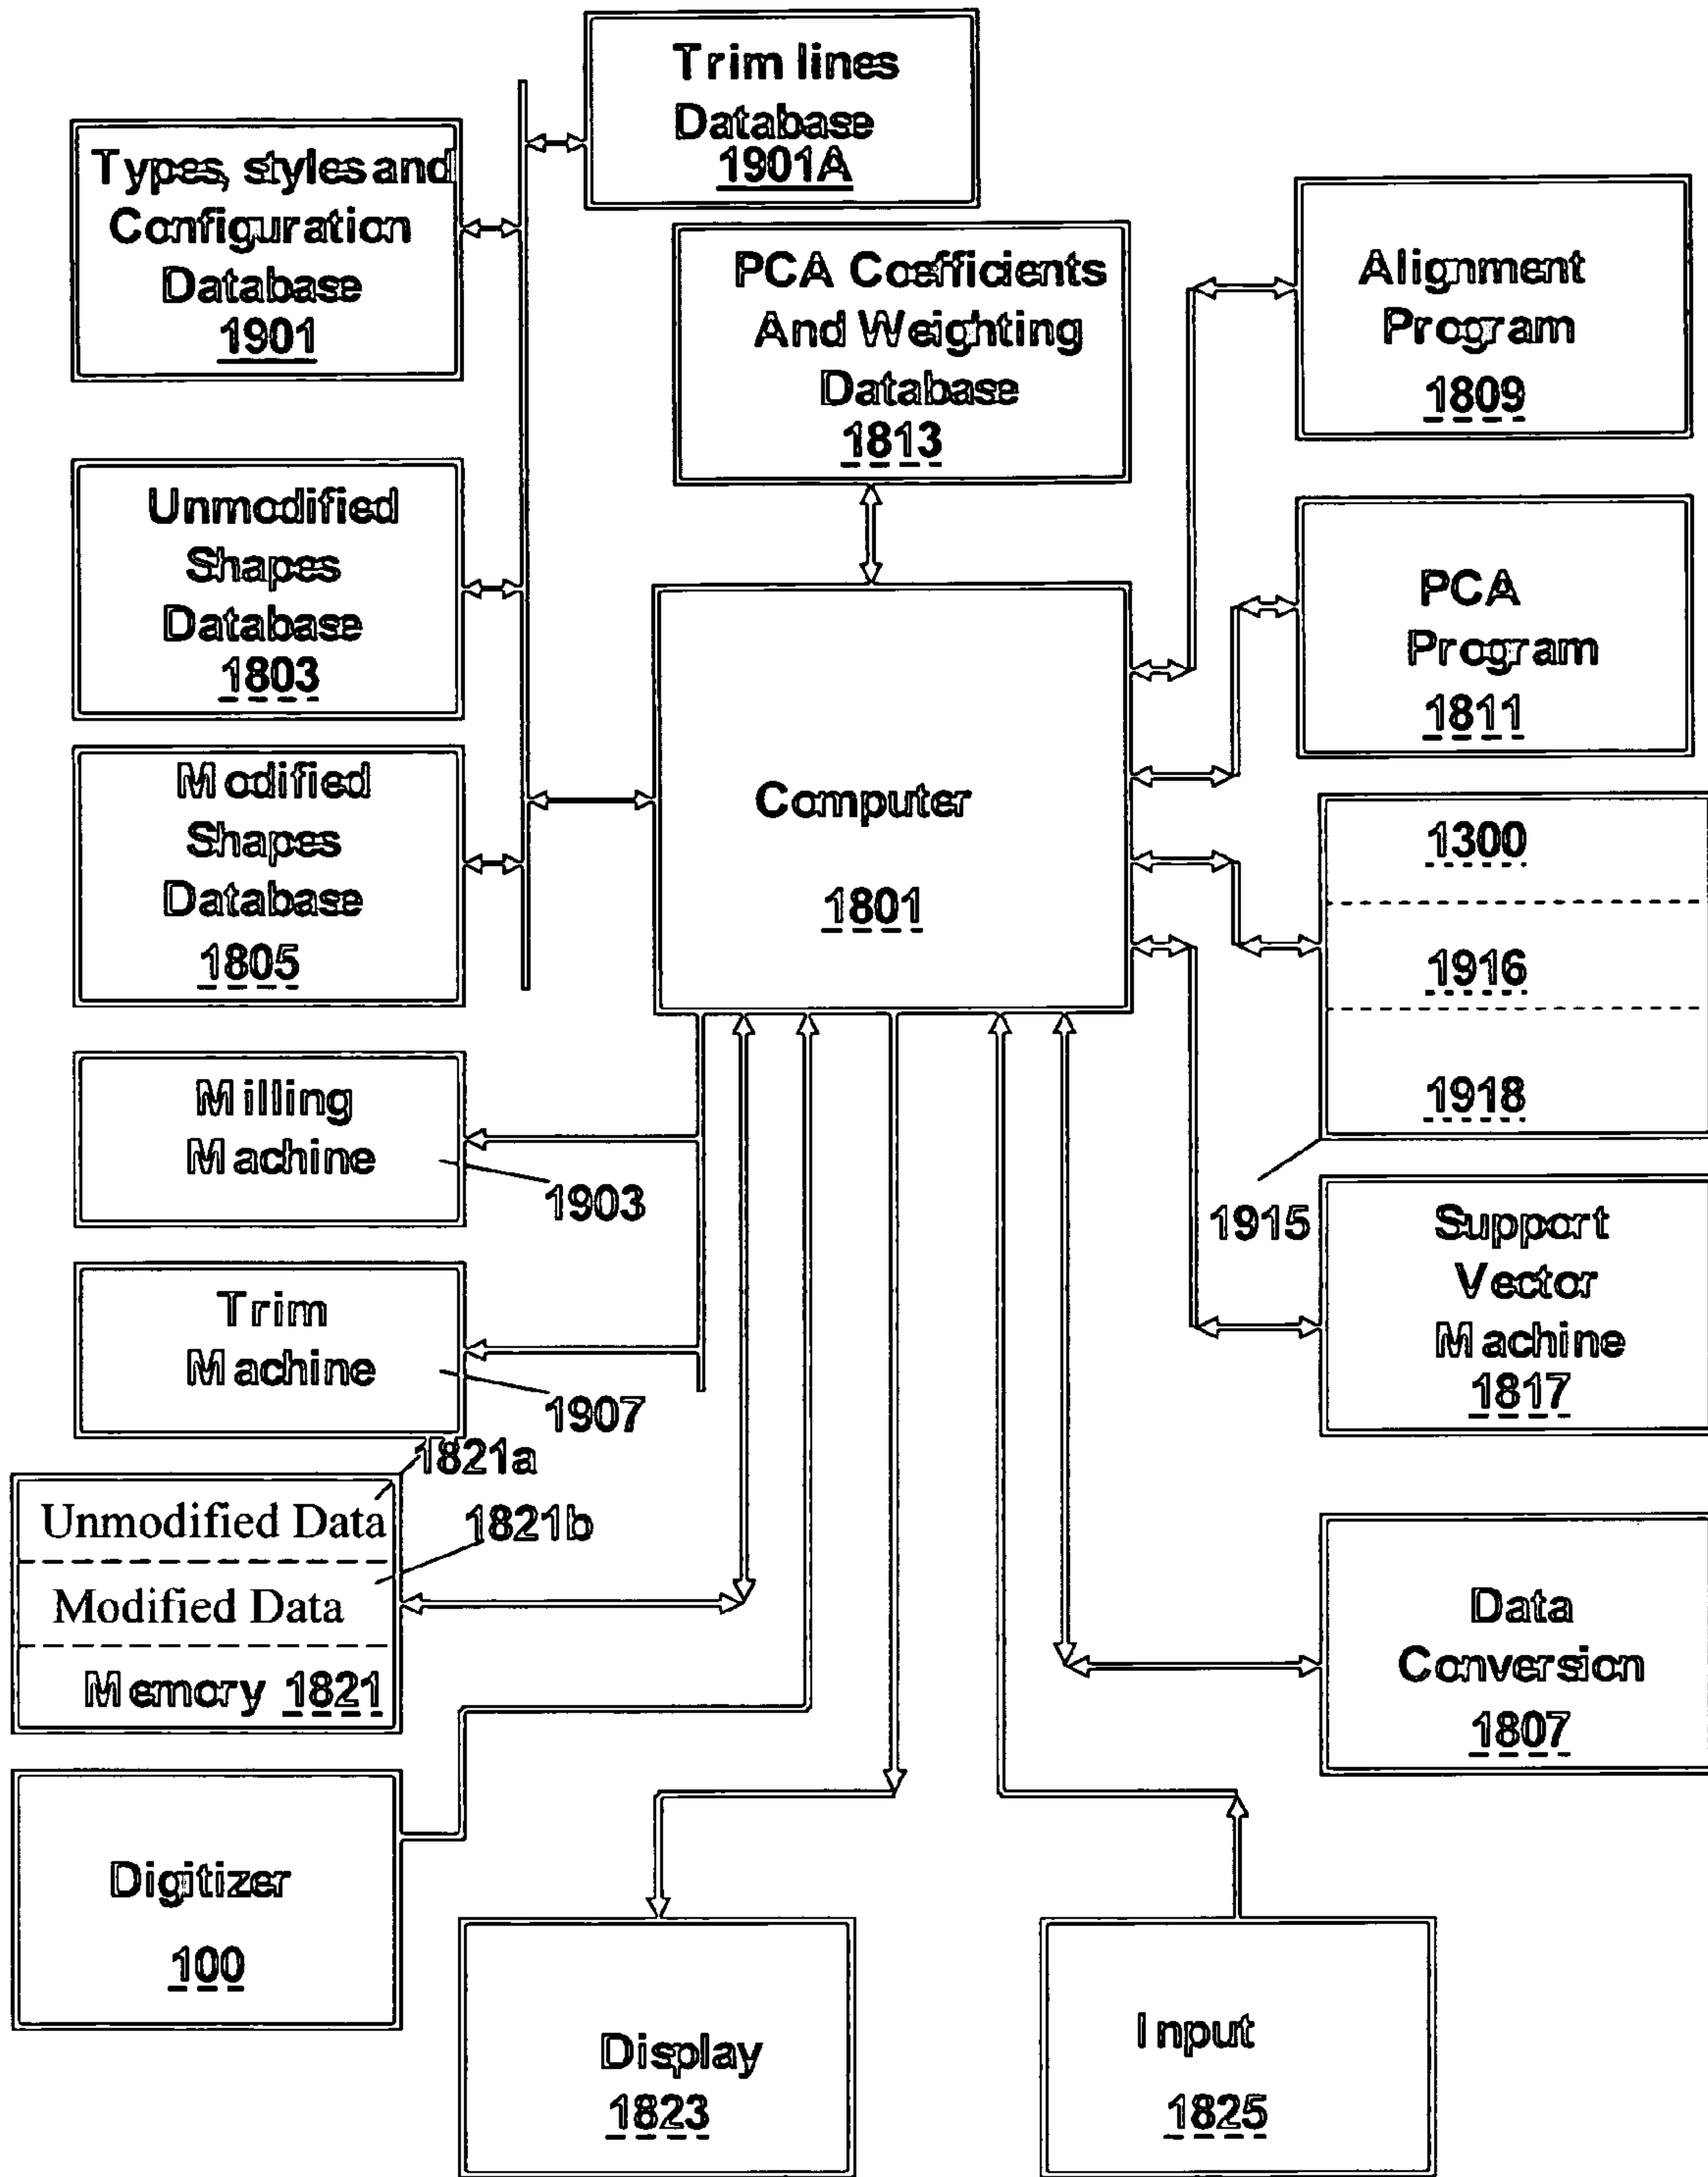 Trim lines
Database
1901A
Types, styles and
Configuration
Database
1901
PCA Coefficients
And Weighting
Database
1813
Alignment
Program
1809
Unmodified
Shapes
Database
1803
PCA
Program
1811
Modified
Shapes
Database
1805
Computer
1801
1300
1916
1918
1915
Milling
Machine
1903
Trim
Machine
1907
Support
Vector
Machine
1817
1821a
Unmodified Data
1821b
Modified Data
Memory 1821
Data
Conversion
1807
Digitizer
100
Display
1823
Input
1825